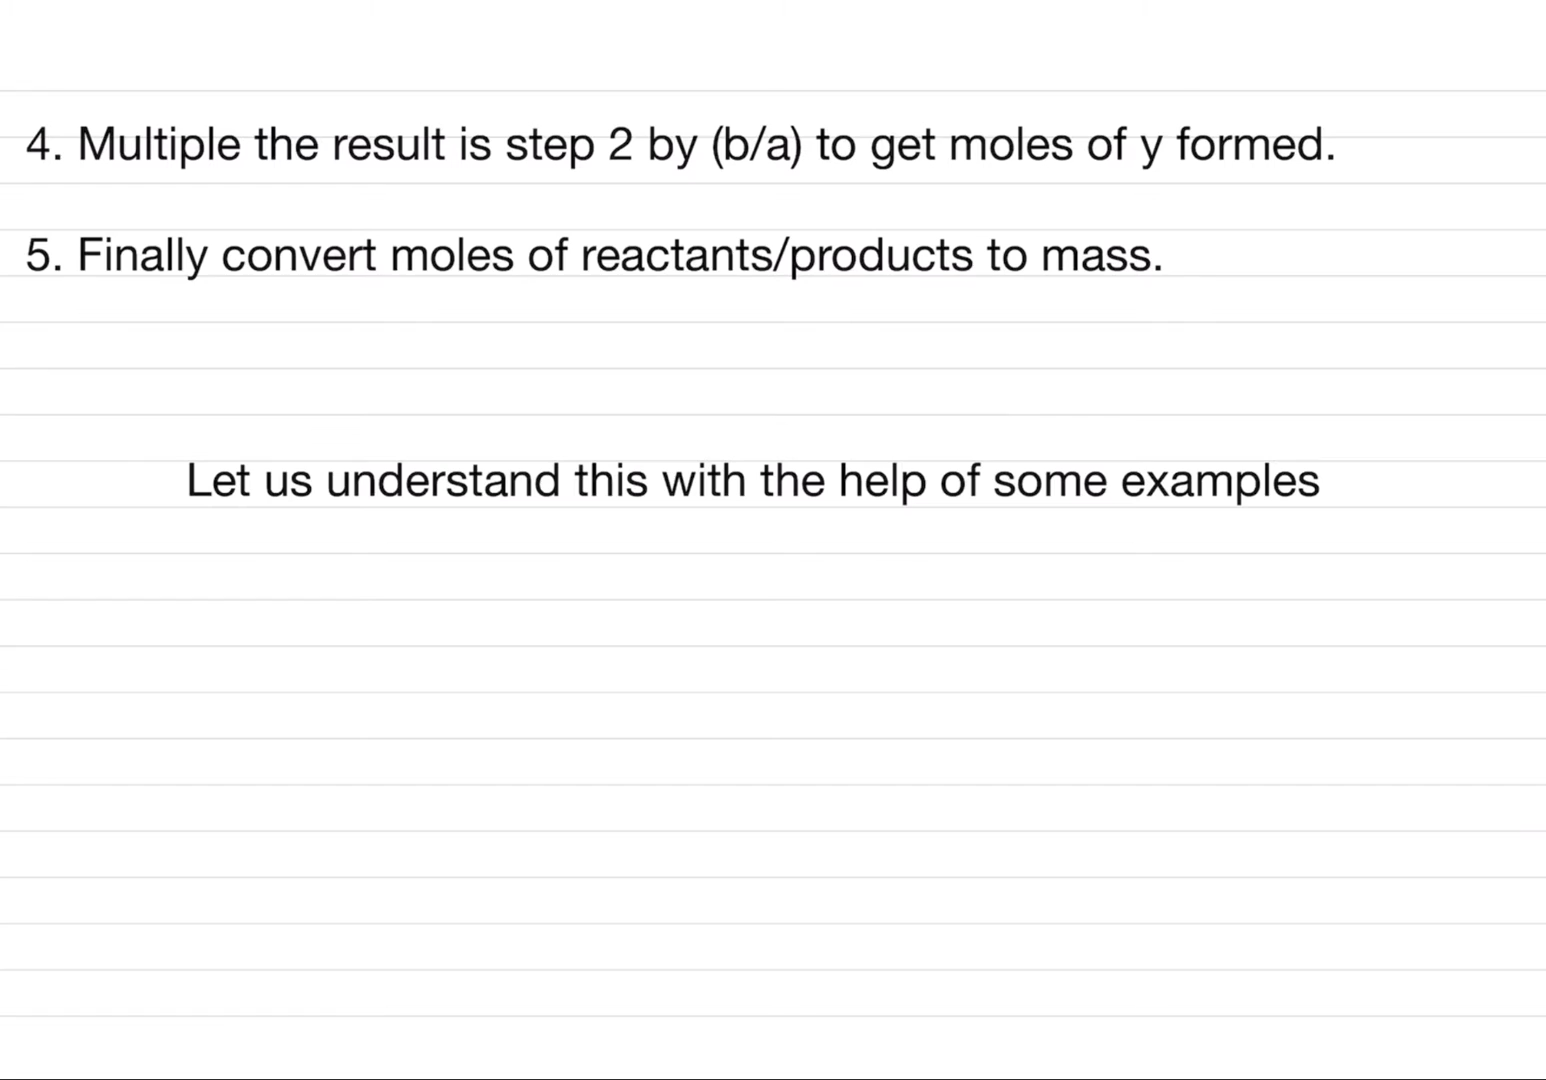 4. Multiple the result is step 2 by (b/a) to get moles of y formed.
5. Finally convert moles of reactants/products to mass.
Let us understand this with the help of some examples